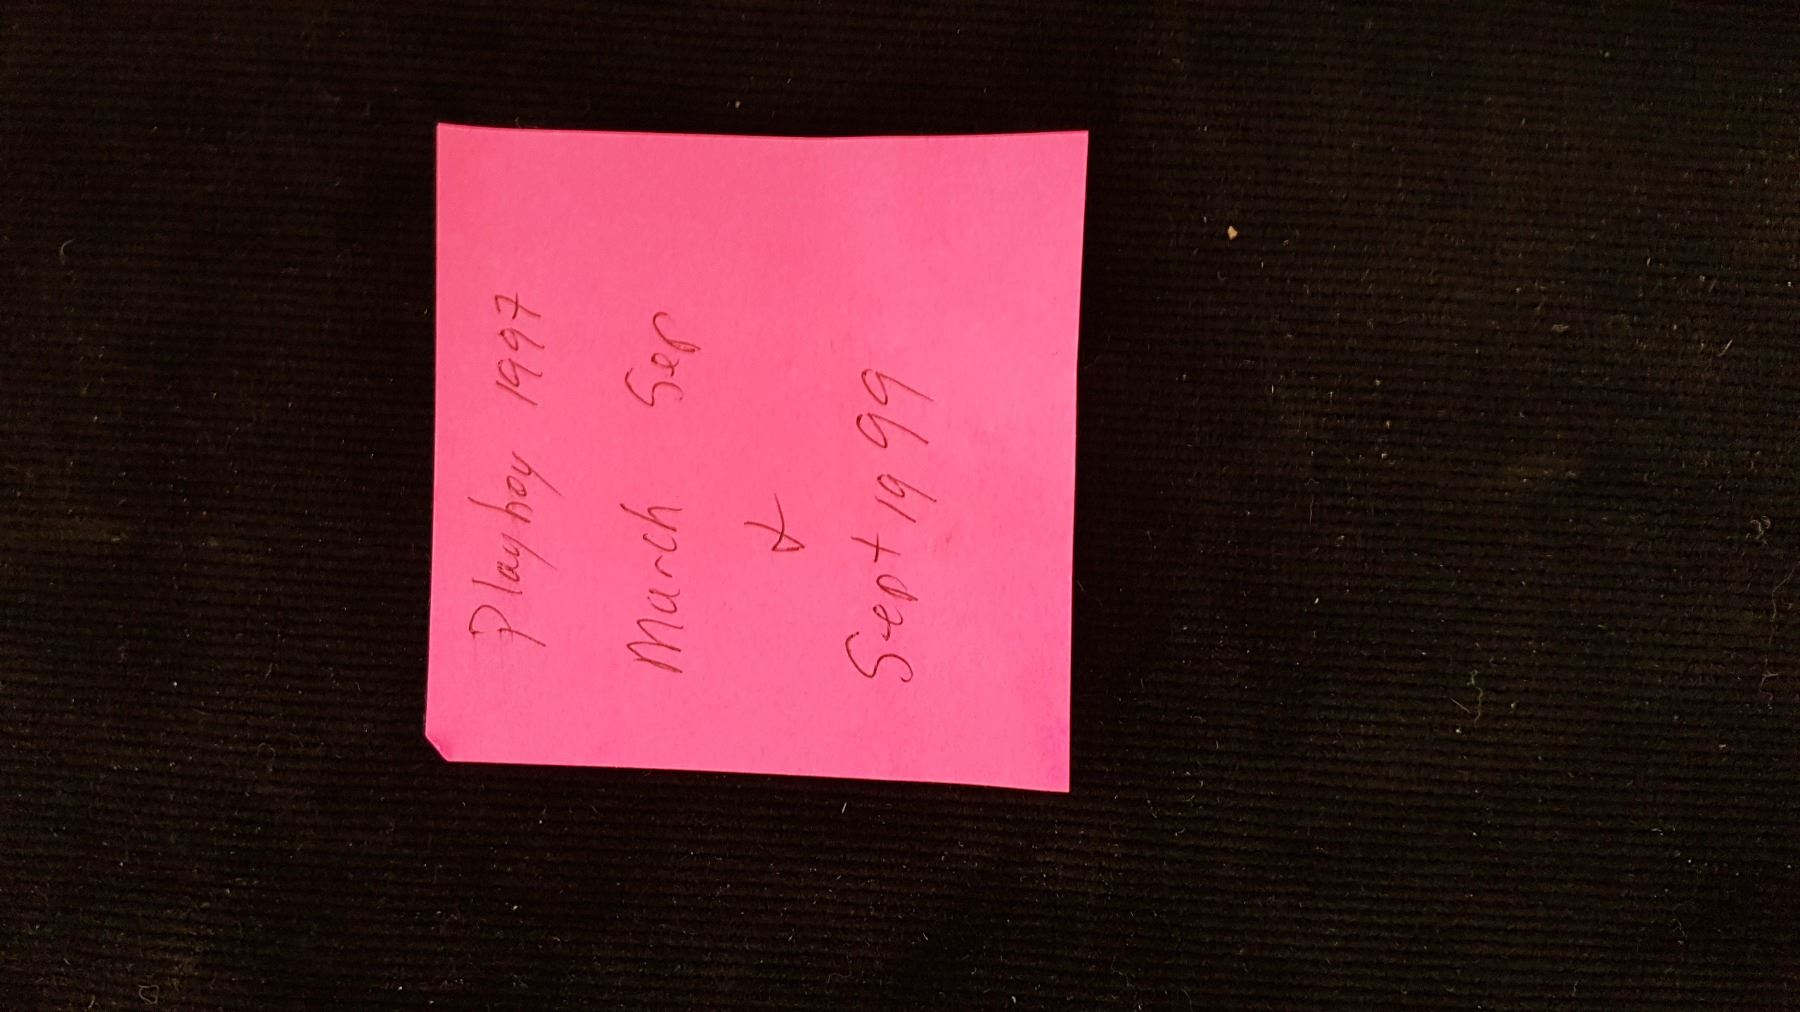 Playboy 1997
March Sep
+
Sept 1999